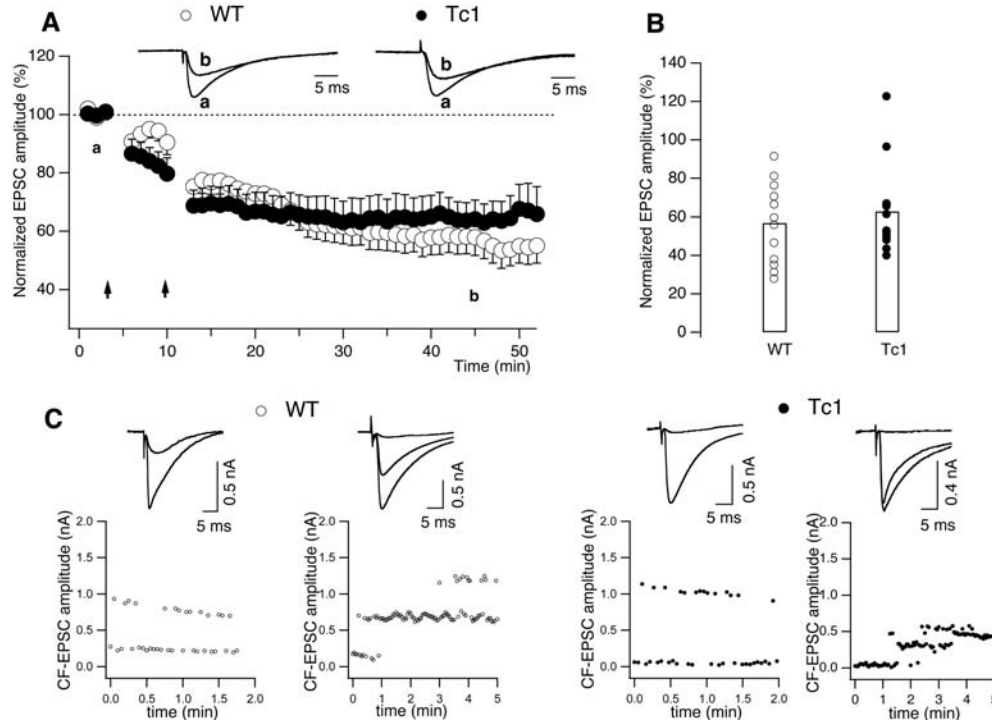 A
WT
Tc1
Normalized EPSC amplitude (%)
120
100
80
60
40
b
a
5 ms
b
a
5 ms
a
b
0
10
20
30
40
50
Time (min)
B
Normalized EPSC amplitude (%)
140
120
100
80
60
40
20
0
WT
Tc1
C
WT
Tc1
0.5 nA
5 ms
0.5 nA
5 ms
0.5 nA
5 ms
0.4 nA
5 ms
CF-EPSC amplitude (nA)
2.0
1.5
1.0
0.5
0.0
0.0
0.5
1.0
1.5
2.0
time (min)
CF-EPSC amplitude (nA)
2.0
1.5
1.0
0.5
0.0
0
1
2
3
4
5
time (min)
CF-EPSC amplitude (nA)
2.0
1.5
1.0
0.5
0.0
0.0
0.5
1.0
1.5
2.0
time (min)
CF-EPSC amplitude (nA)
2.0
1.5
1.0
0.5
0.0
0
1
2
3
4
5
time (min)